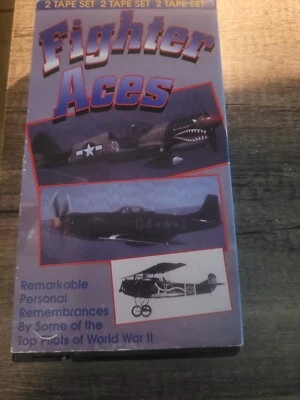 2 TAPE SET 2 TAPE SET 2 TAPE SET
Fighter
Aces
Remarkable
Personal
Remembrances
By Some of the
Top Pilots of World War II